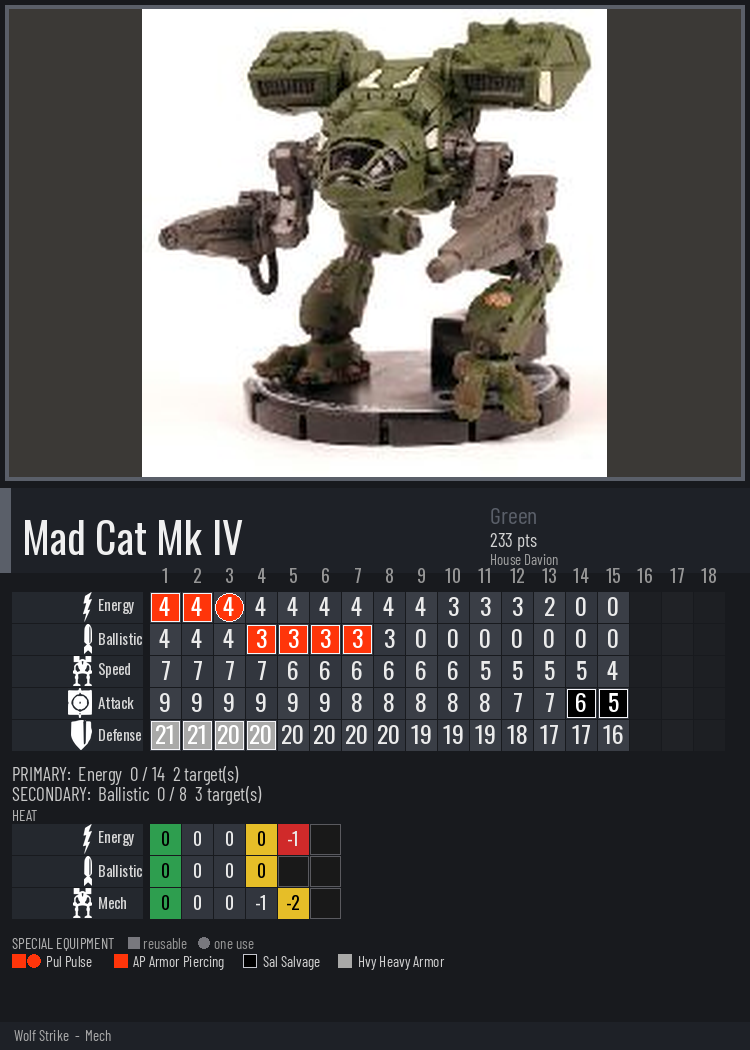 Mad Cat Mk IV
Green
233 pts
House Davion
1 2 3 4 5 6 7 8 9 10 11 12 13 14 15 16 17 18
Energy 4 4 4 4 4 4 4 4 4 3 3 3 2 0 0
Ballistic 4 4 4 3 3 3 3 3 0 0 0 0 0 0 0
Speed 7 7 7 7 6 6 6 6 6 6 5 5 5 5 4
Attack 9 9 9 9 9 9 8 8 8 8 8 7 7 6 5
Defense 21 21 20 20 20 20 20 20 19 19 19 18 17 17 16
PRIMARY: Energy 0 / 14 2 target(s)
SECONDARY: Ballistic 0 / 8 3 target(s)
HEAT
Energy 0 0 0 0 -1
Ballistic 0 0 0 0
Mech 0 0 0 -1 -2
SPECIAL EQUIPMENT reusable one use
Pul Pulse AP Armor Piercing Sal Salvage Hvy Heavy Armor
Wolf Strike - Mech